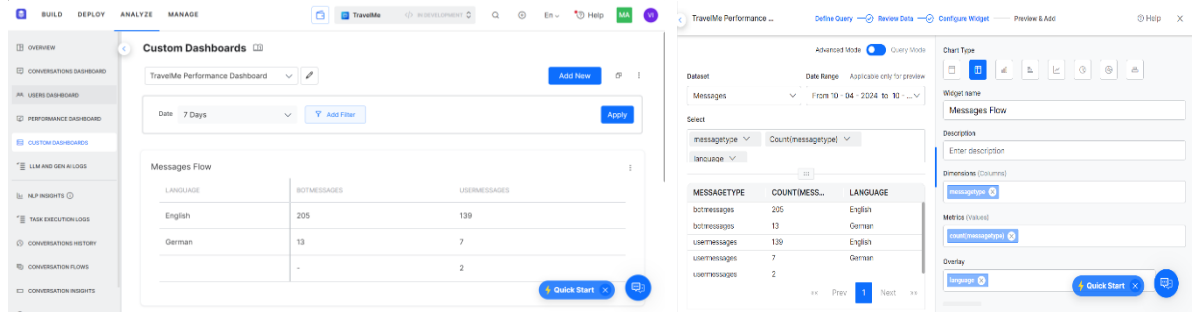 BUILD DEPLOY ANALYZE MANAGE TravelMe </> IN DEVELOPMENT En Help MA VI
OVERVIEW
CONVERSATIONS DASHBOARD
USERS DASHBOARD
PERFORMANCE DASHBOARD
CUSTOM DASHBOARDS
LLM AND GEN AI LOGS
NLP INSIGHTS
TASK EXECUTION LOGS
CONVERSATIONS HISTORY
CONVERSATION FLOWS
CONVERSATION INSIGHTS
Custom Dashboards
TravelMe Performance Dashboard Add New
Date 7 Days Add Filter Apply
Messages Flow
LANGUAGE BOTMESSAGES USERMESSAGES
English 205 139
German 13 7
- 2
Quick Start
TravelMe Performance ... Define Query Review Data Configure Widget Preview & Add Help X
Advanced Mode Query Mode
Dataset Date Range Applicable only for preview
Messages From 10 - 04 - 2024 to 10 - ...
Select
messagetype Count(messagetype)
language
MESSAGETYPE COUNT(MESS... LANGUAGE
botmessages 205 English
botmessages 13 German
usermessages 139 English
usermessages 7 German
usermessages 2
<< Prev 1 Next >>
Chart Type
Widget name
Messages Flow
Description
Enter description
Dimensions (Columns)
messagetype
Metrics (Values)
count(messagetype)
Overlay
language
Quick Start